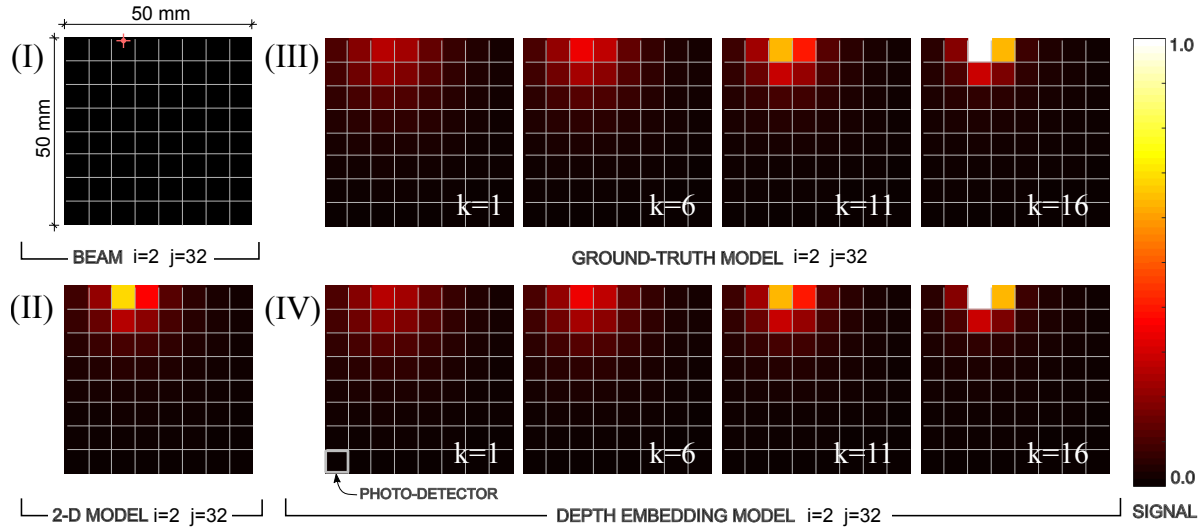 50 mm
(I)
50 mm
BEAM i=2 j=32
(III)
k=1
k=6
k=11
k=16
GROUND-TRUTH MODEL i=2 j=32
1.0
0.0
SIGNAL
(II)
2-D MODEL i=2 j=32
(IV)
k=1
k=6
k=11
k=16
PHOTO-DETECTOR
DEPTH EMBEDDING MODEL i=2 j=32